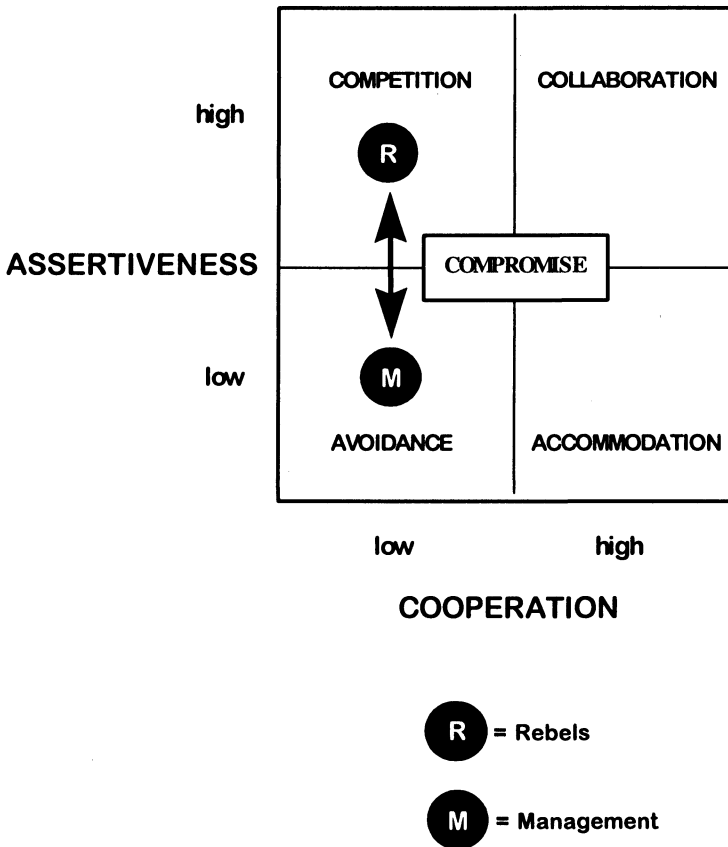 COMPETITION COLLABORATION
high
R
ASSERTIVENESS
COMPROMISE
low
M
AVOIDANCE ACCOMMODATION
low high
COOPERATION
R = Rebels
M = Management